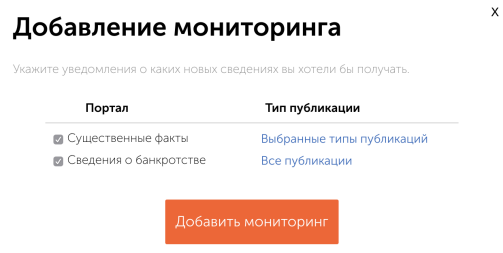 X
Добавление мониторинга
Укажите уведомления о каких новых сведениях вы хотели бы получать.
Портал Тип публикации
Существенные факты Выбранные типы публикаций
Сведения о банкротстве Все публикации
Добавить мониторинг